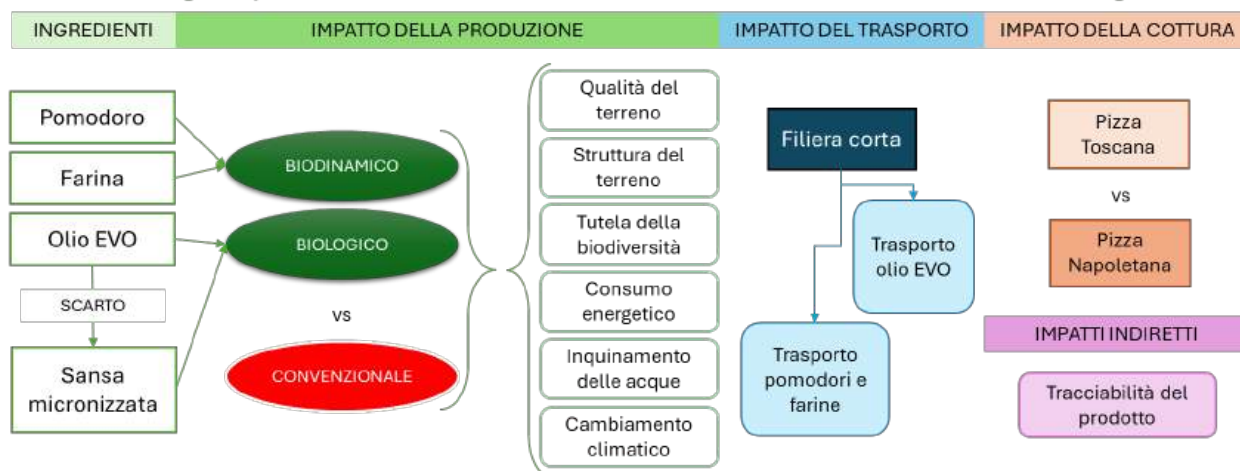 INGREDIENTI
IMPATTO DELLA PRODUZIONE
IMPATTO DEL TRASPORTO
IMPATTO DELLA COTTURA
Pomodoro
Farina
Olio EVO
SCARTO
Sansa
micronizzata
BIODINAMICO
BIOLOGICO
vs
CONVENZIONALE
Qualità del
terreno
Struttura del
terreno
Tutela della
biodiversità
Consumo
energetico
Inquinamento
delle acque
Cambiamento
climatico
Filiera corta
Trasporto
olio EVO
Trasporto
pomodori e
farine
Pizza
Toscana
vs
Pizza
Napoletana
IMPATTI INDIRETTI
Tracciabilità del
prodotto